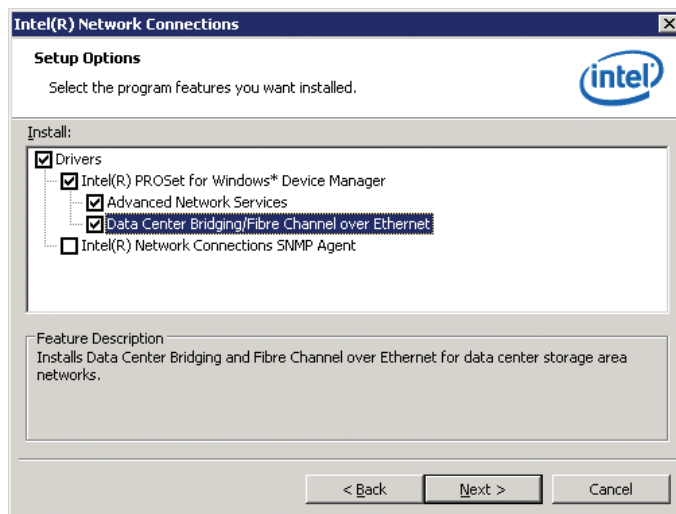 Intel(R) Network Connections
Setup Options
Select the program features you want installed.
intel
Install:
Drivers
Intel(R) PROSet for Windows* Device Manager
Advanced Network Services
Data Center Bridging/Fibre Channel over Ethernet
Intel(R) Network Connections SNMP Agent
Feature Description
Installs Data Center Bridging and Fibre Channel over Ethernet for data center storage area
networks.
< Back
Next >
Cancel